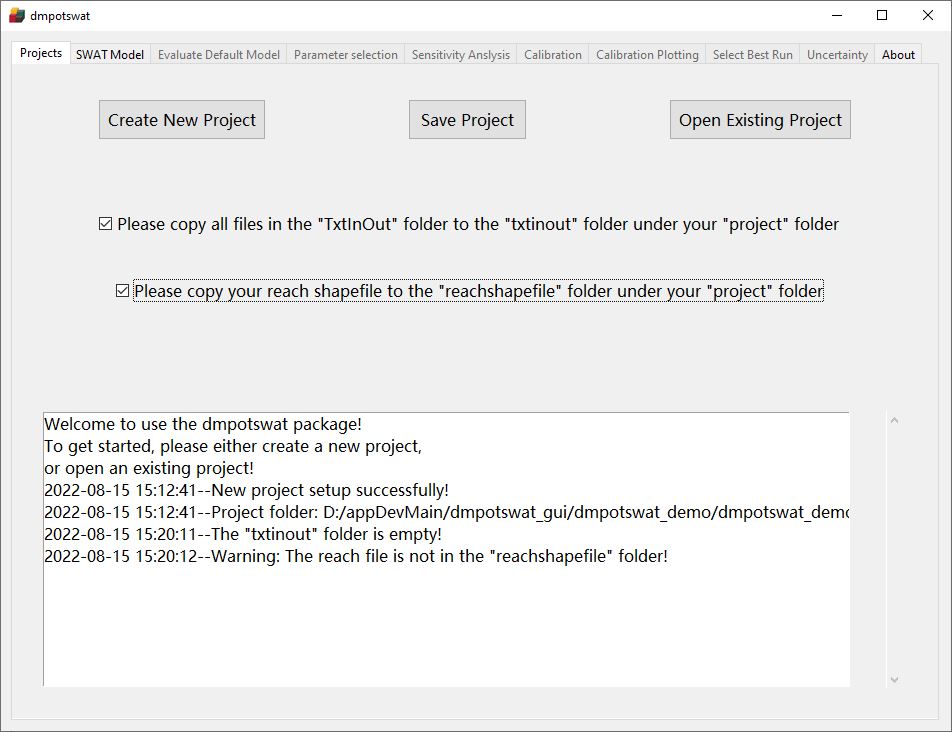 dmpotswat
Projects SWAT Model Evaluate Default Model Parameter selection Sensitivity Anslysis Calibration Calibration Plotting Select Best Run Uncertainty About
Create New Project Save Project Open Existing Project
Please copy all files in the "TxtInOut" folder to the "txtinout" folder under your "project" folder
Please copy your reach shapefile to the "reachshapefile" folder under your "project" folder
Welcome to use the dmpotswat package!
To get started, please either create a new project,
or open an existing project!
2022-08-15 15:12:41--New project setup successfully!
2022-08-15 15:12:41--Project folder: D:/appDevMain/dmpotswat_gui/dmpotswat_demo/dmpotswat_demo
2022-08-15 15:20:11--The "txtinout" folder is empty!
2022-08-15 15:20:12--Warning: The reach file is not in the "reachshapefile" folder!